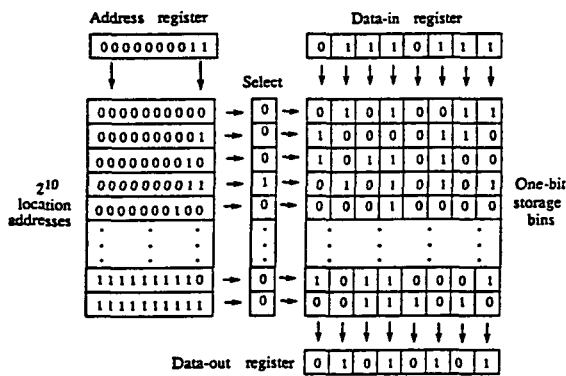 Address register
Data-in register
0000000011
0 1 1 1 0 1 1 1
Select
0000000000 0 0 1 0 1 0 0 1 1
0000000001 0 1 0 0 0 0 1 1 0
0000000010 0 1 0 1 1 0 1 0 0
2¹⁰ location addresses
0000000011 1 0 1 0 1 0 1 0 1
One-bit storage bins
0000000100 0 0 0 0 1 0 0 0 0
1111111110 0 1 0 1 1 0 0 0 1
1111111111 0 0 0 1 1 1 0 1 0
Data-out register 0 1 0 1 0 1 0 1